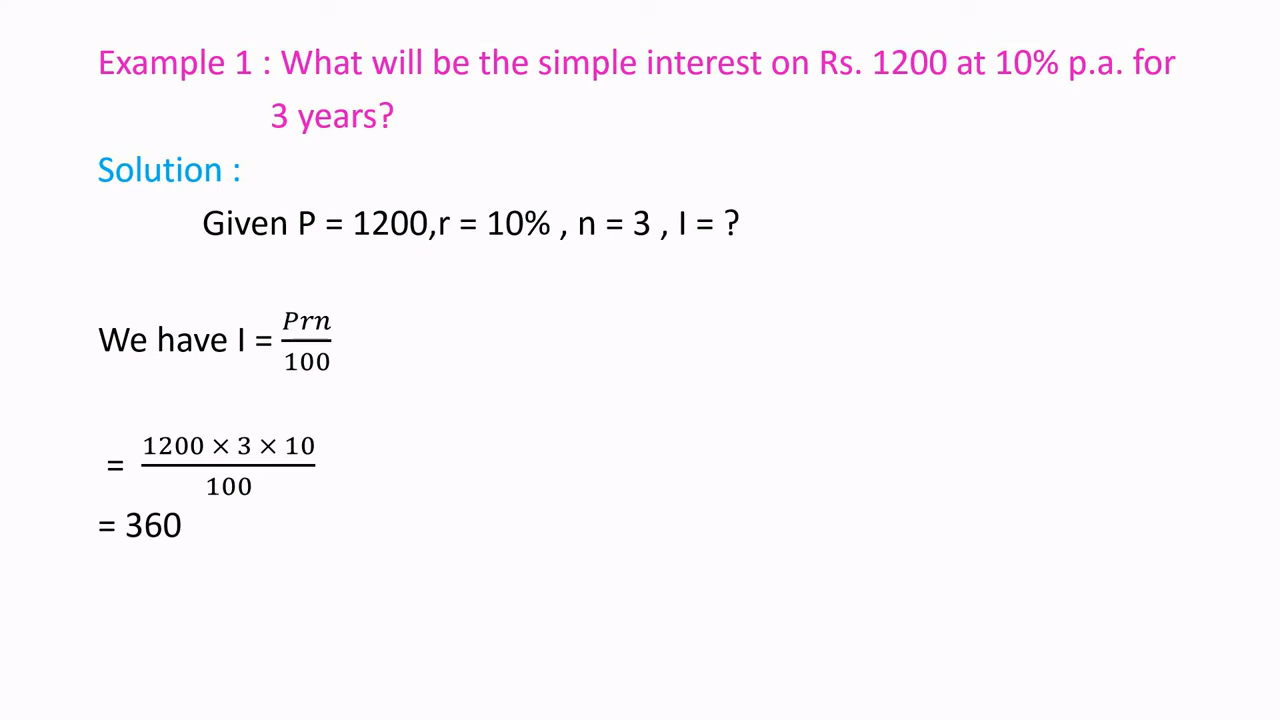 Example 1 : What will be the simple interest on Rs. 1200 at 10% p.a. for
3 years?
Solution :
Given P = 1200,r = 10% , n = 3 , I = ?
We have I = Prn/100
= 1200 × 3 × 10/100
= 360